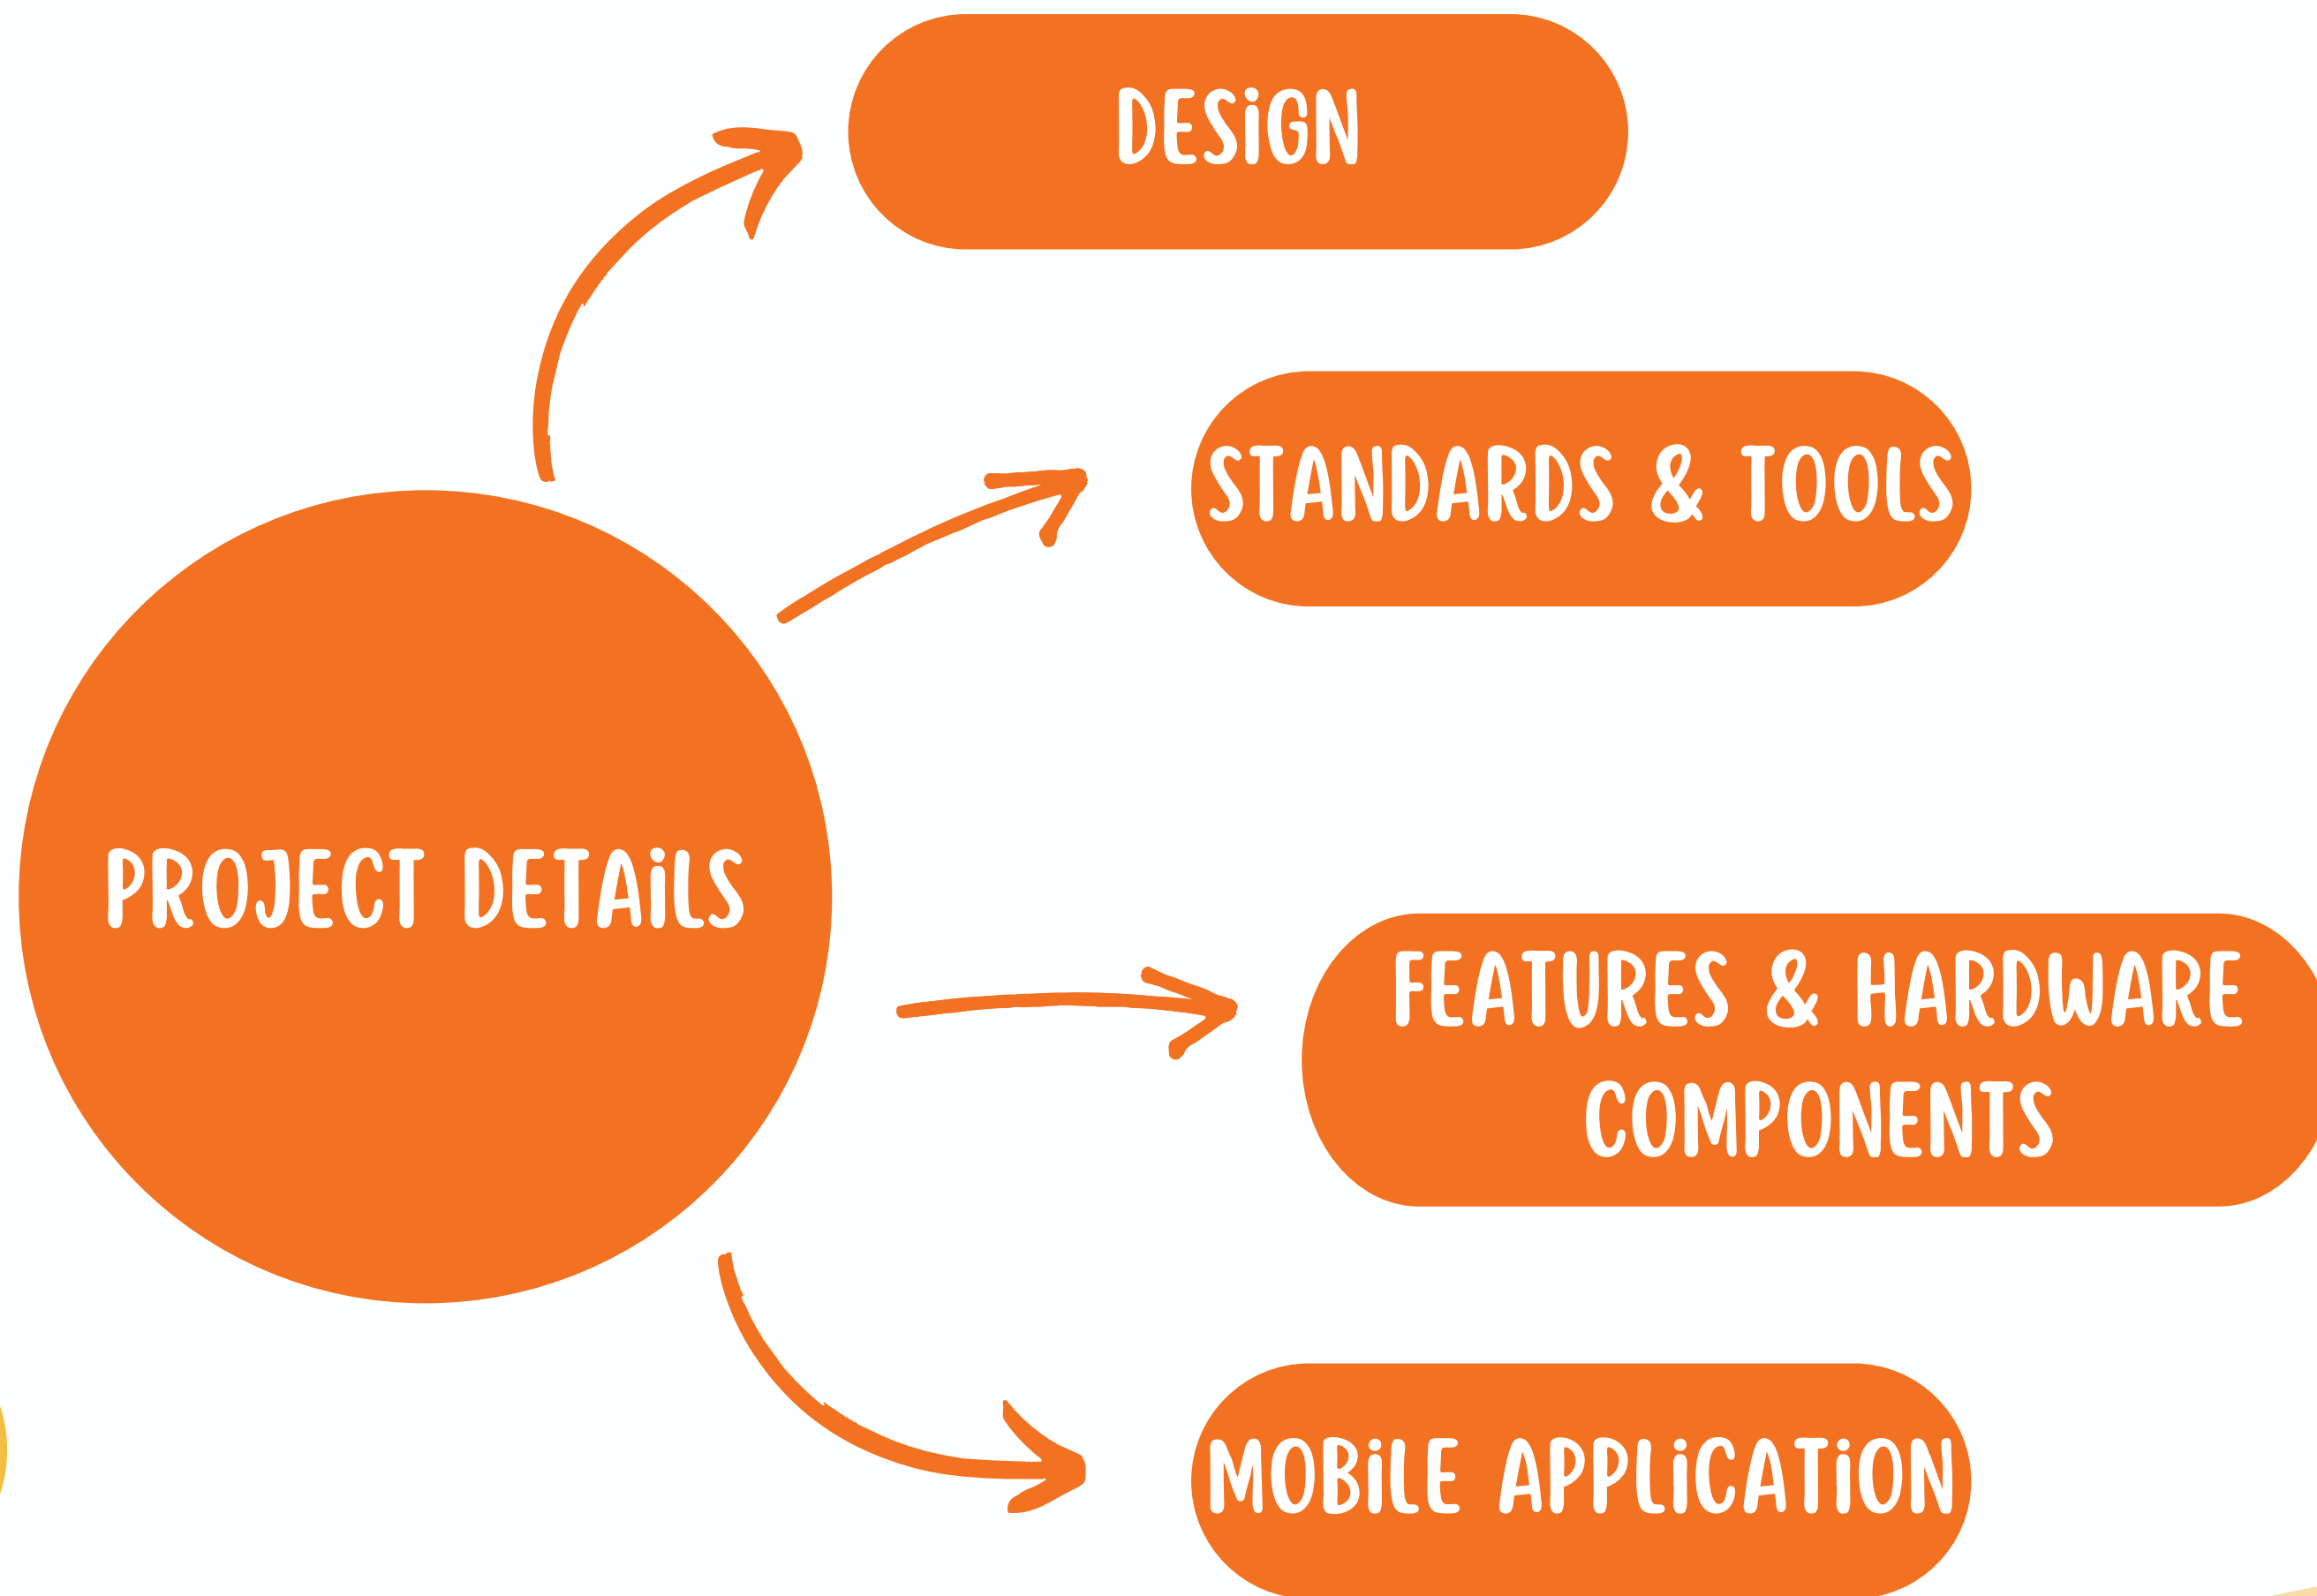 DESIGN
STANDARDS & TOOLS
PROJECT DETAILS
FEATURES & HARDWARE
COMPONENTS
MOBILE APPLICATION